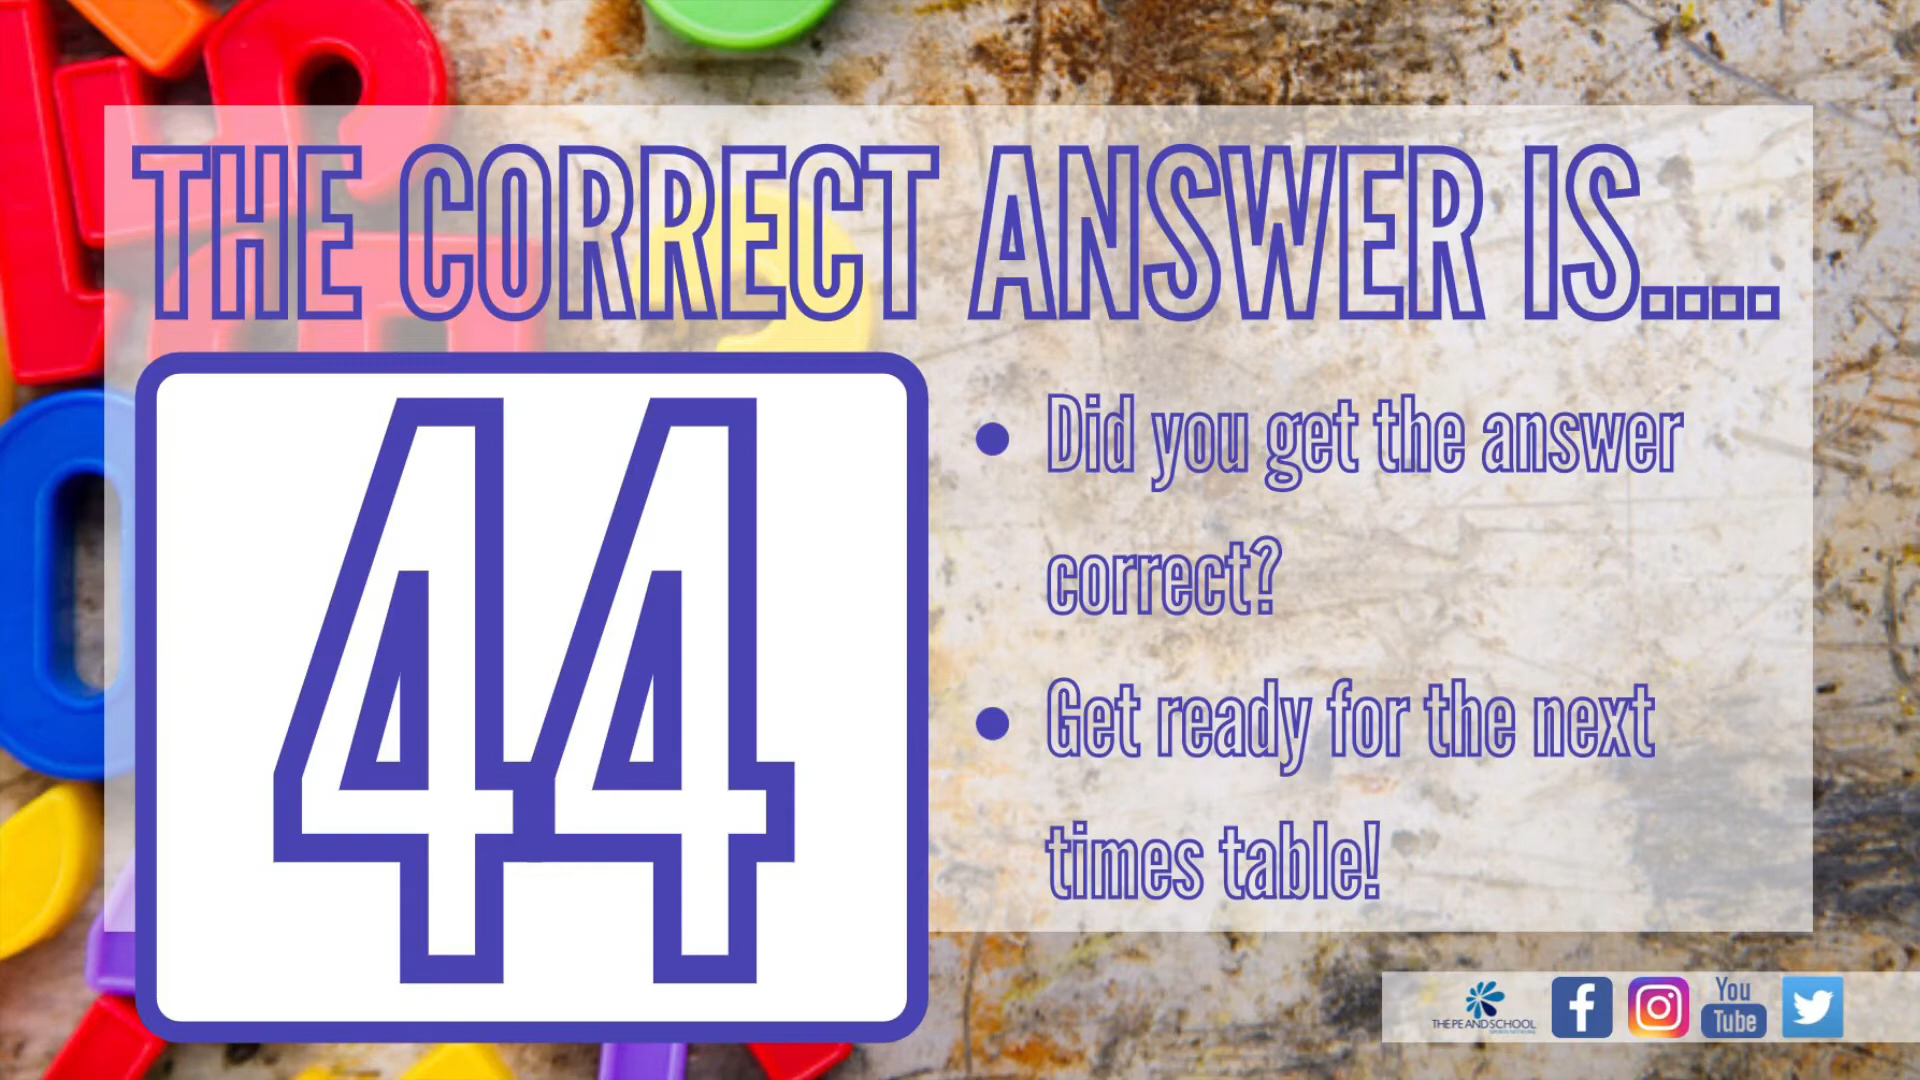 THE CORRECT ANSWER IS....
44
• Did you get the answer
correct?
• Get ready for the next
times table!
THEPEANDSCHOOL
You
Tube